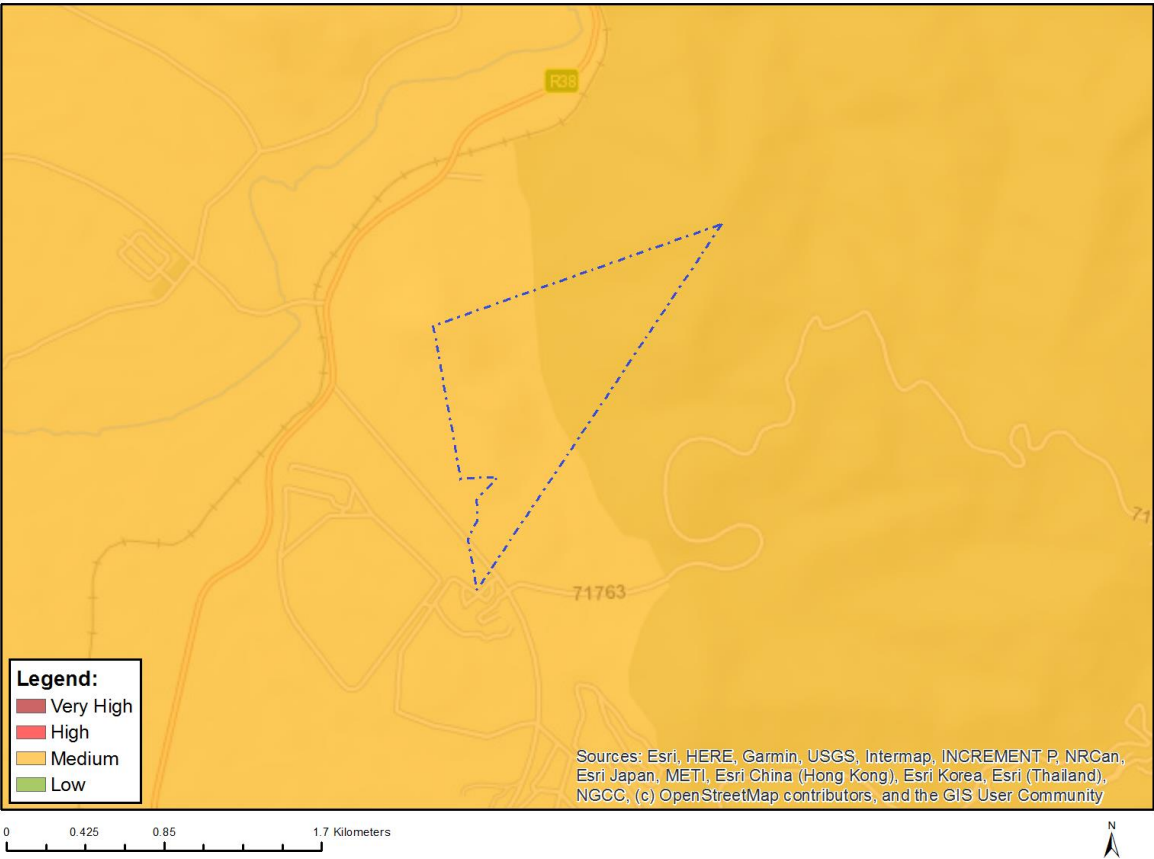 R38
71
71763
Legend:
Very High
High
Medium
Low
Sources: Esri, HERE, Garmin, USGS, Intermap, INCREMENT P, NRCan,
Esri Japan, METI, Esri China (Hong Kong), Esri Korea, Esri (Thailand),
NGCC, (c) OpenStreetMap contributors, and the GIS User Community
0 0.425 0.85 1.7 Kilometers
N